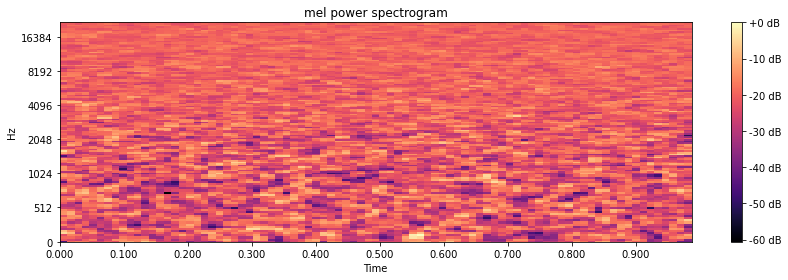 mel power spectrogram
Hz
16384
8192
4096
2048
1024
512
0
0.000 0.100 0.200 0.300 0.400 0.500 0.600 0.700 0.800 0.900
Time
+0 dB
-10 dB
-20 dB
-30 dB
-40 dB
-50 dB
-60 dB